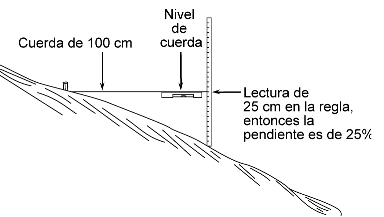 Nivel
de
cuerda
Cuerda de 100 cm
Lectura de
25 cm en la regla,
entonces la
pendiente es de 25%